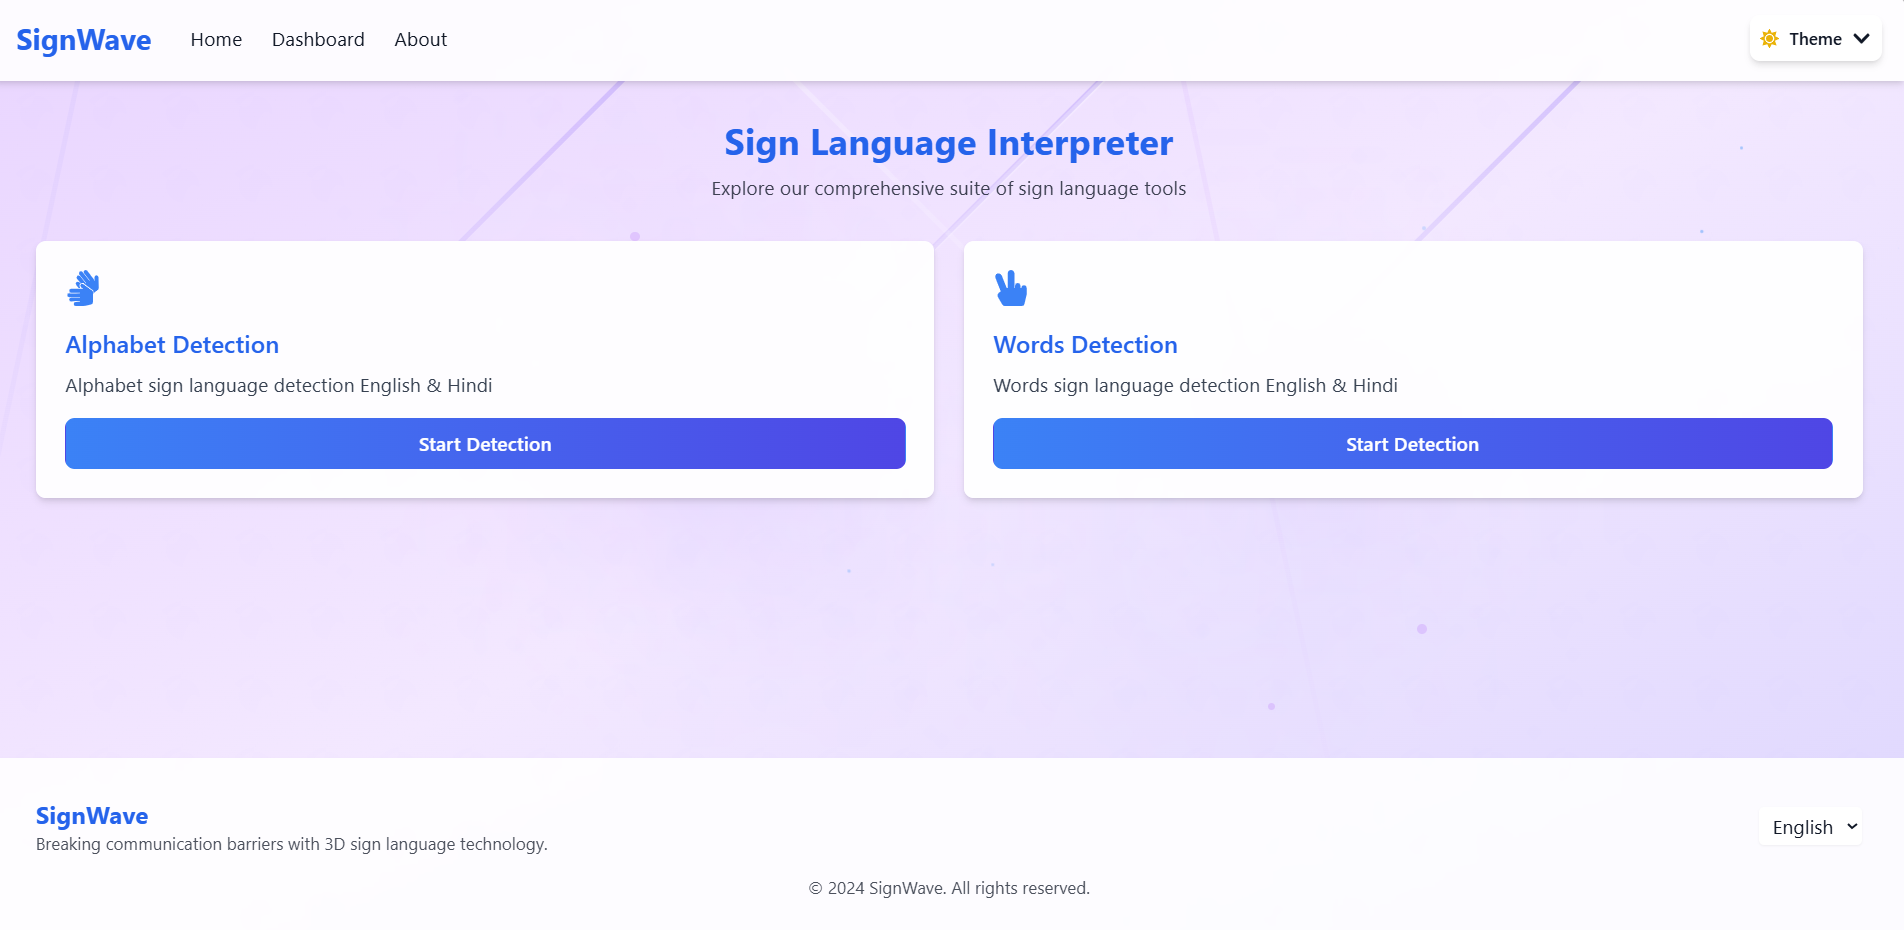 SignWave Home Dashboard About Theme
Sign Language Interpreter
Explore our comprehensive suite of sign language tools
Alphabet Detection
Alphabet sign language detection English & Hindi
Start Detection
Words Detection
Words sign language detection English & Hindi
Start Detection
SignWave
Breaking communication barriers with 3D sign language technology.
English
© 2024 SignWave. All rights reserved.